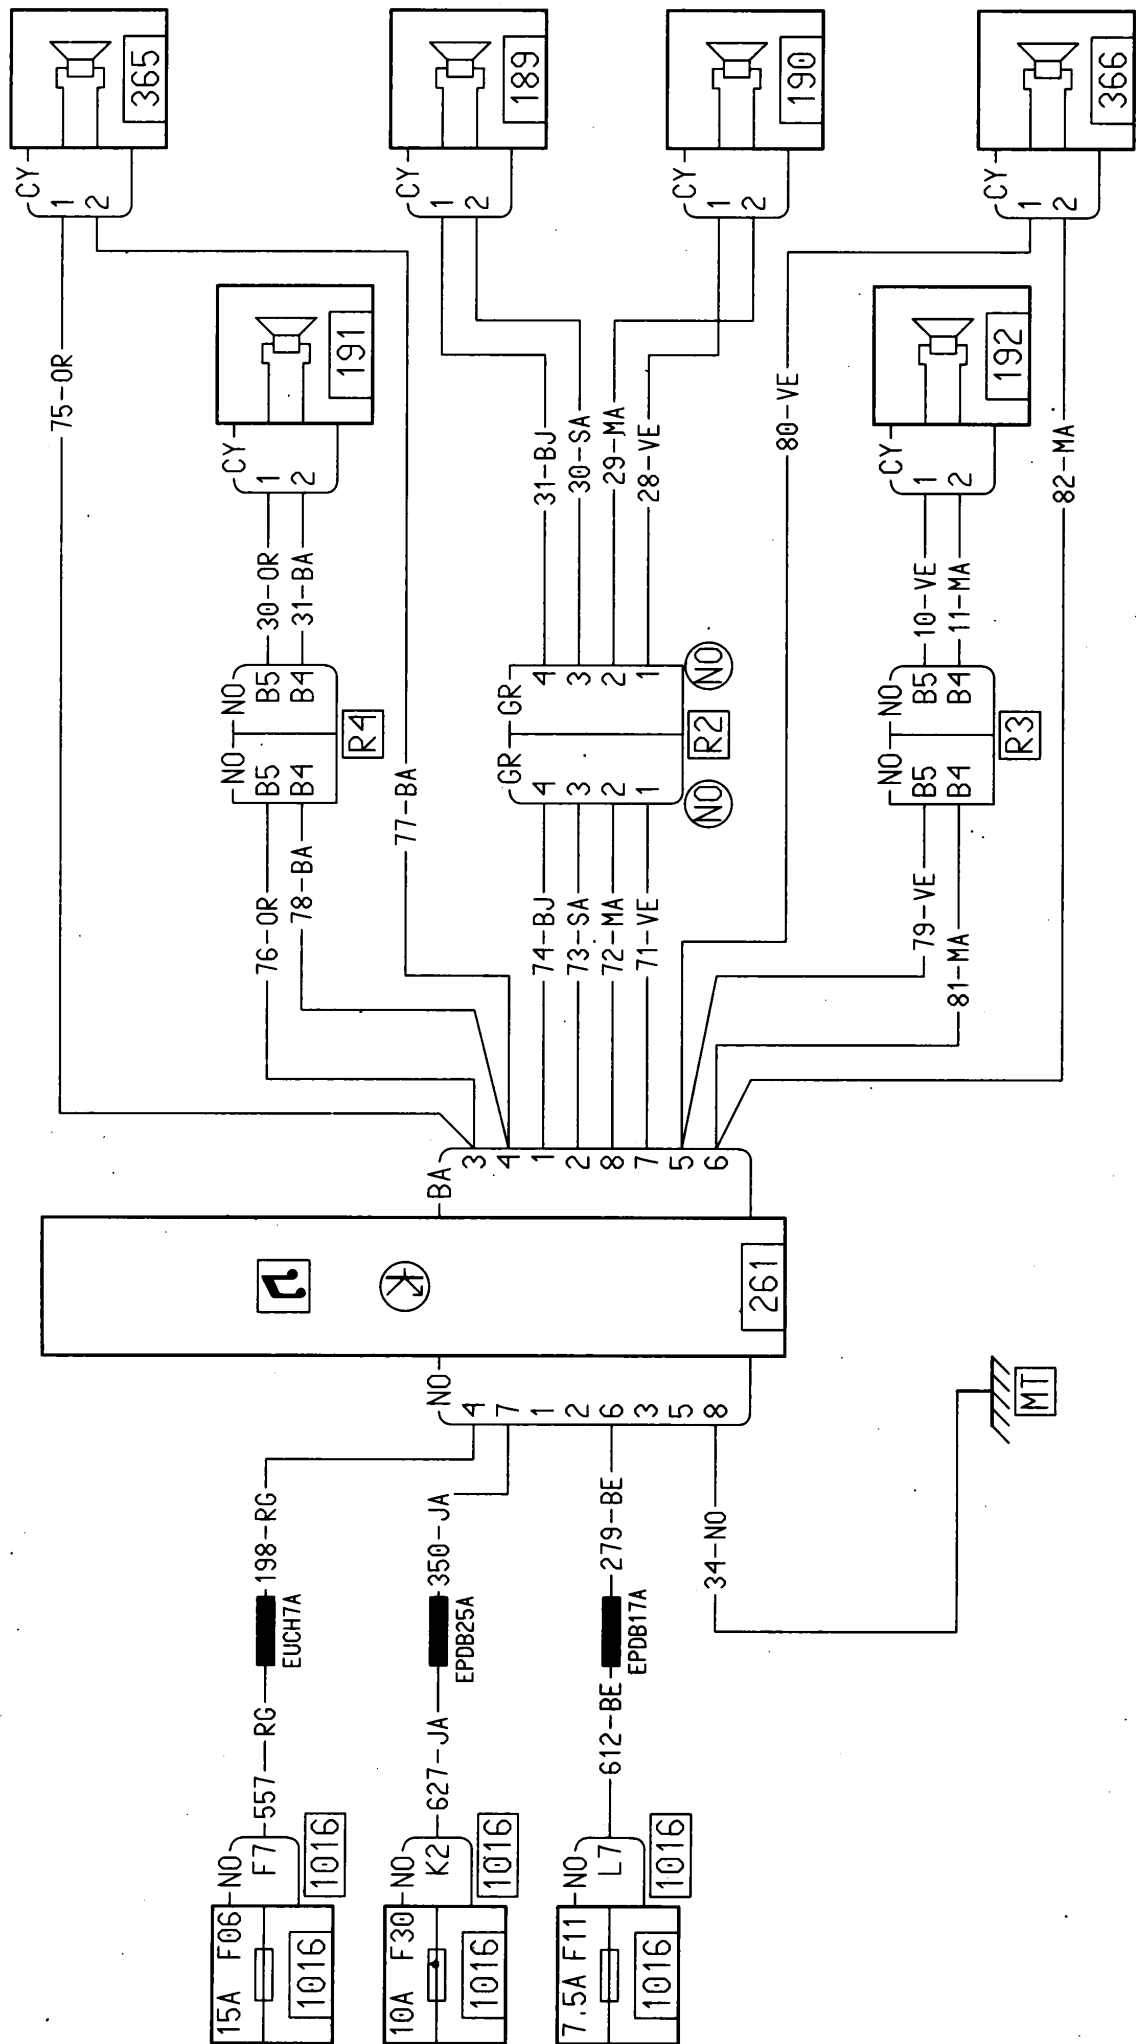 365
CY
1
2
189
CY
1
2
190
CY
1
2
366
CY
1
2
75-OR
191
CY
1
2
192
CY
1
2
80-VE
82-MA
31-BJ
30-SA
29-MA
28-VE
30-OR
31-BA
10-VE
11-MA
NO
NO
B5
B4
B5
B4
R4
GR
GR
4
3
2
1
4
3
2
1
NO
R2
NO
NO
NO
B5
B4
B5
B4
R3
77-BA
76-OR
78-BA
74-BJ
73-SA
72-MA
71-VE
79-VE
81-MA
BA
3
4
1
2
8
7
5
6
261
NO
4
7
1
2
6
3
5
8
MT
198-RG
350-JA
279-BE
34-NO
EUCH7A
EPDB25A
EPDB17A
557-RG
627-JA
612-BE
NO
F7
1016
NO
K2
1016
NO
L7
1016
15A F06
1016
10A F30
1016
7.5A F11
1016